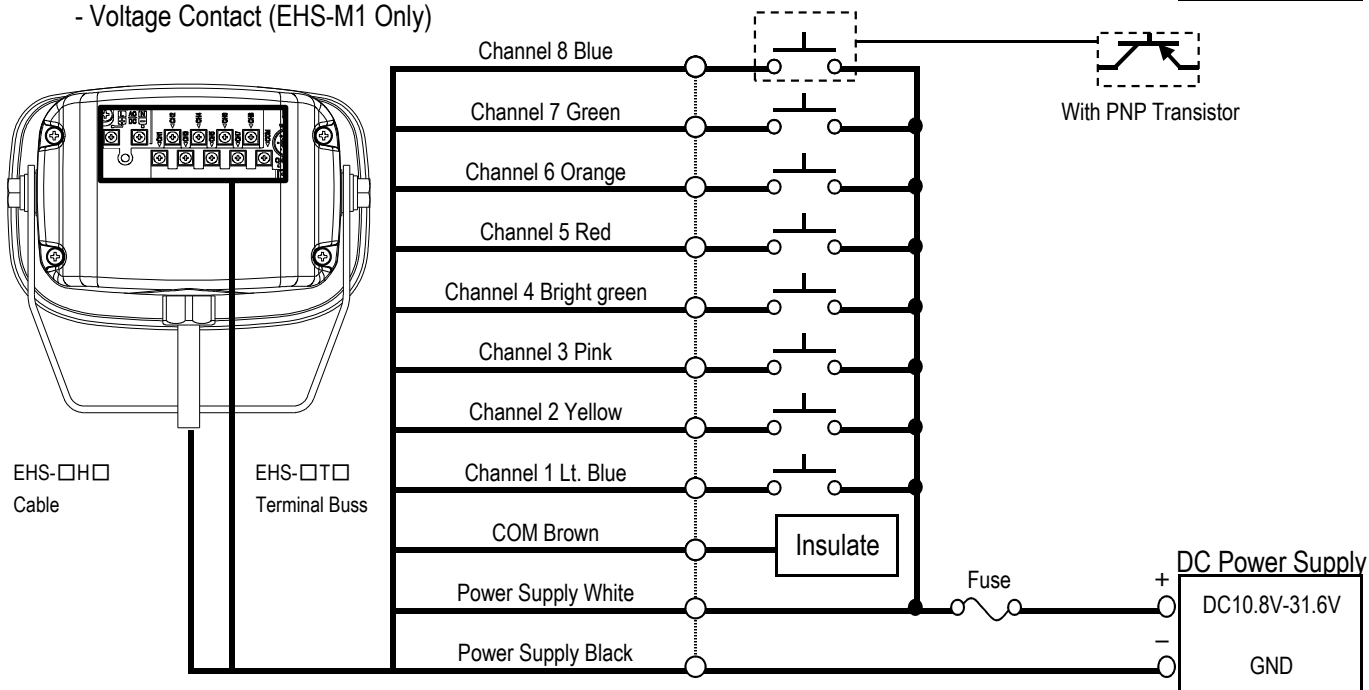 - Voltage Contact (EHS-M1 Only)
Channel 8 Blue
With PNP Transistor
Channel 7 Green
Channel 6 Orange
Channel 5 Red
Channel 4 Bright green
Channel 3 Pink
Channel 2 Yellow
Channel 1 Lt. Blue
EHS-□H□
Cable
EHS-□T□
Terminal Buss
COM Brown
Insulate
Power Supply White
Fuse
DC Power Supply
+
DC10.8V-31.6V
Power Supply Black
−
GND